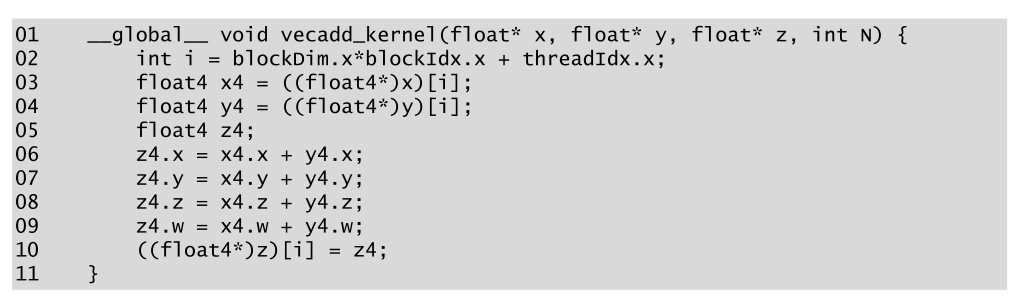 01 __global__ void vecadd_kernel(float* x, float* y, float* z, int N) {
02 int i = blockDim.x*blockIdx.x + threadIdx.x;
03 float4 x4 = ((float4*)x)[i];
04 float4 y4 = ((float4*)y)[i];
05 float4 z4;
06 z4.x = x4.x + y4.x;
07 z4.y = x4.y + y4.y;
08 z4.z = x4.z + y4.z;
09 z4.w = x4.w + y4.w;
10 ((float4*)z)[i] = z4;
11 }